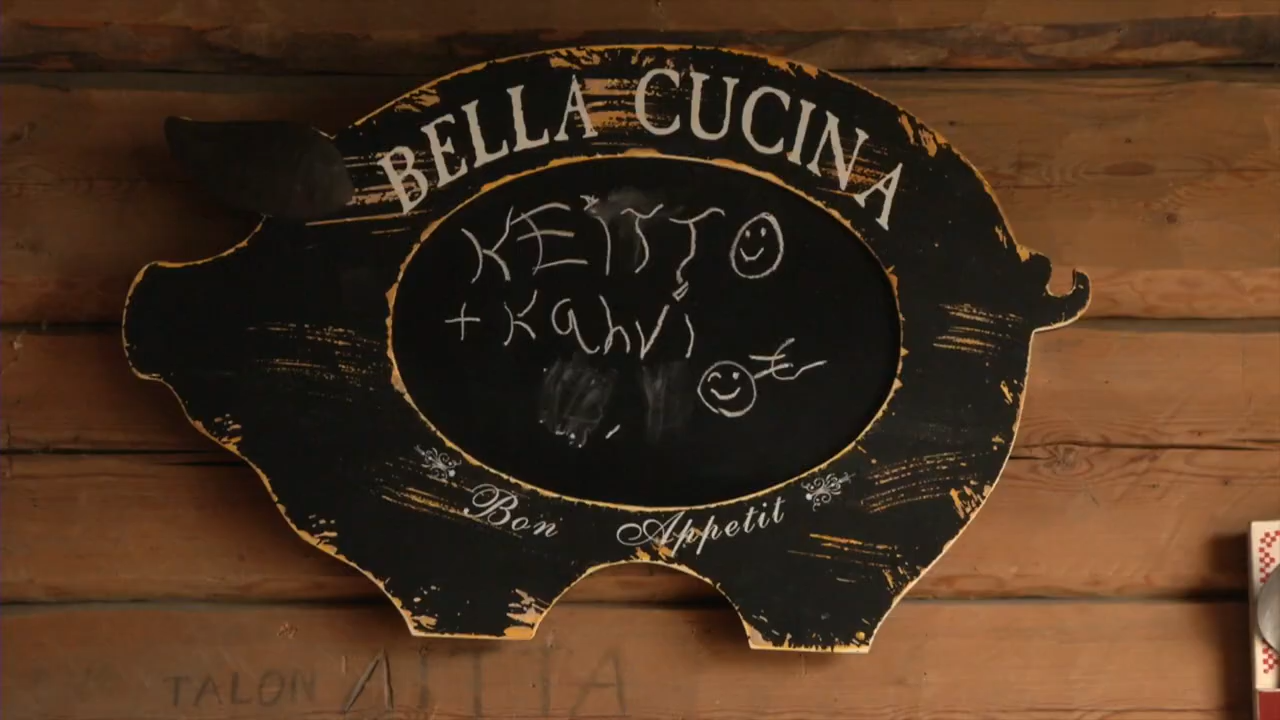 BELLA CUCINA
KEITTO
+ Kahvi
Bon Appetit
TALON